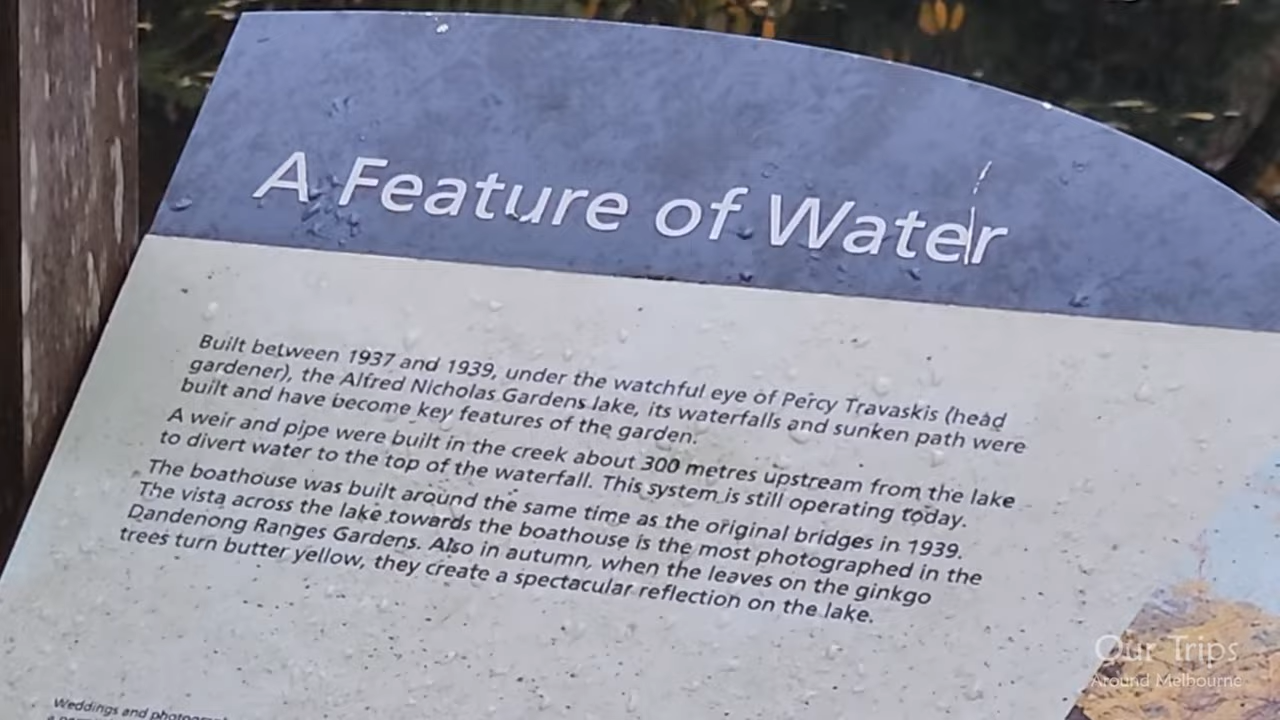 A Feature of Water
Built between 1937 and 1939, under the watchful eye of Percy Travaskis (head
gardener), the Alfred Nicholas Gardens lake, its waterfalls and sunken path were
built and have become key features of the garden.
A weir and pipe were built in the creek about 300 metres upstream from the lake
to divert water to the top of the waterfall. This system is still operating today.
The boathouse was built around the same time as the original bridges in 1939.
The vista across the lake towards the boathouse is the most photographed in the
Dandenong Ranges Gardens. Also in autumn, when the leaves on the ginkgo
trees turn butter yellow, they create a spectacular reflection on the lake.
Weddings and
Our Trips
Around Melbourne